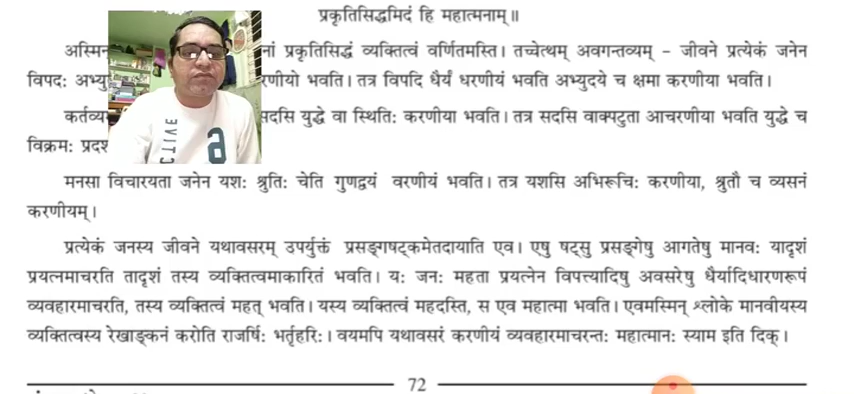 प्रकृतिसिद्धमिदं हि महात्मनाम्॥
नां प्रकृतिसिद्धं व्यक्तित्वं वर्णितमस्ति। तच्चेत्थम् अवगन्तव्यम् - जीवने प्रत्येकं जनेन
विपदः रणीयो भवति। तत्र विपदि धैर्यं धरणीयं भवति अभ्युदये च क्षमा करणीया भवति।
सदसि युद्धे वा स्थितिः करणीया भवति। तत्र सदसि वाक्पटुता आचरणीया भवति युद्धे च
विक्रमः
मनसा विचारयता जनेन यशः श्रुतिः चेति गुणद्वयं वरणीयं भवति। तत्र यशसि अभिरूचिः करणीया, श्रुतौ च व्यसनं
करणीयम्।
प्रत्येकं जनस्य जीवने यथावसरम् उपर्युक्तं प्रसङ्गषट्कमेतदायाति एव। एषु षट्सु प्रसङ्गेषु आगतेषु मानवः यादृशं
प्रयत्नमाचरति तादृशं तस्य व्यक्तित्वमाकारितं भवति। यः जनः महता प्रयत्नेन विपत्त्यादिषु अवसरेषु धैर्यादिधारणरूपं
व्यवहारमाचरति, तस्य व्यक्तित्वं महत् भवति। यस्य व्यक्तित्वं महदस्ति, स एव महात्मा भवति। एवमस्मिन् श्लोके मानवीयस्य
व्यक्तित्वस्य रेखाङ्कनं करोति राजर्षिः भर्तृहरिः। वयमपि यथावसरं करणीयं व्यवहारमाचरन्तः महात्मानः स्याम इति दिक्।
72